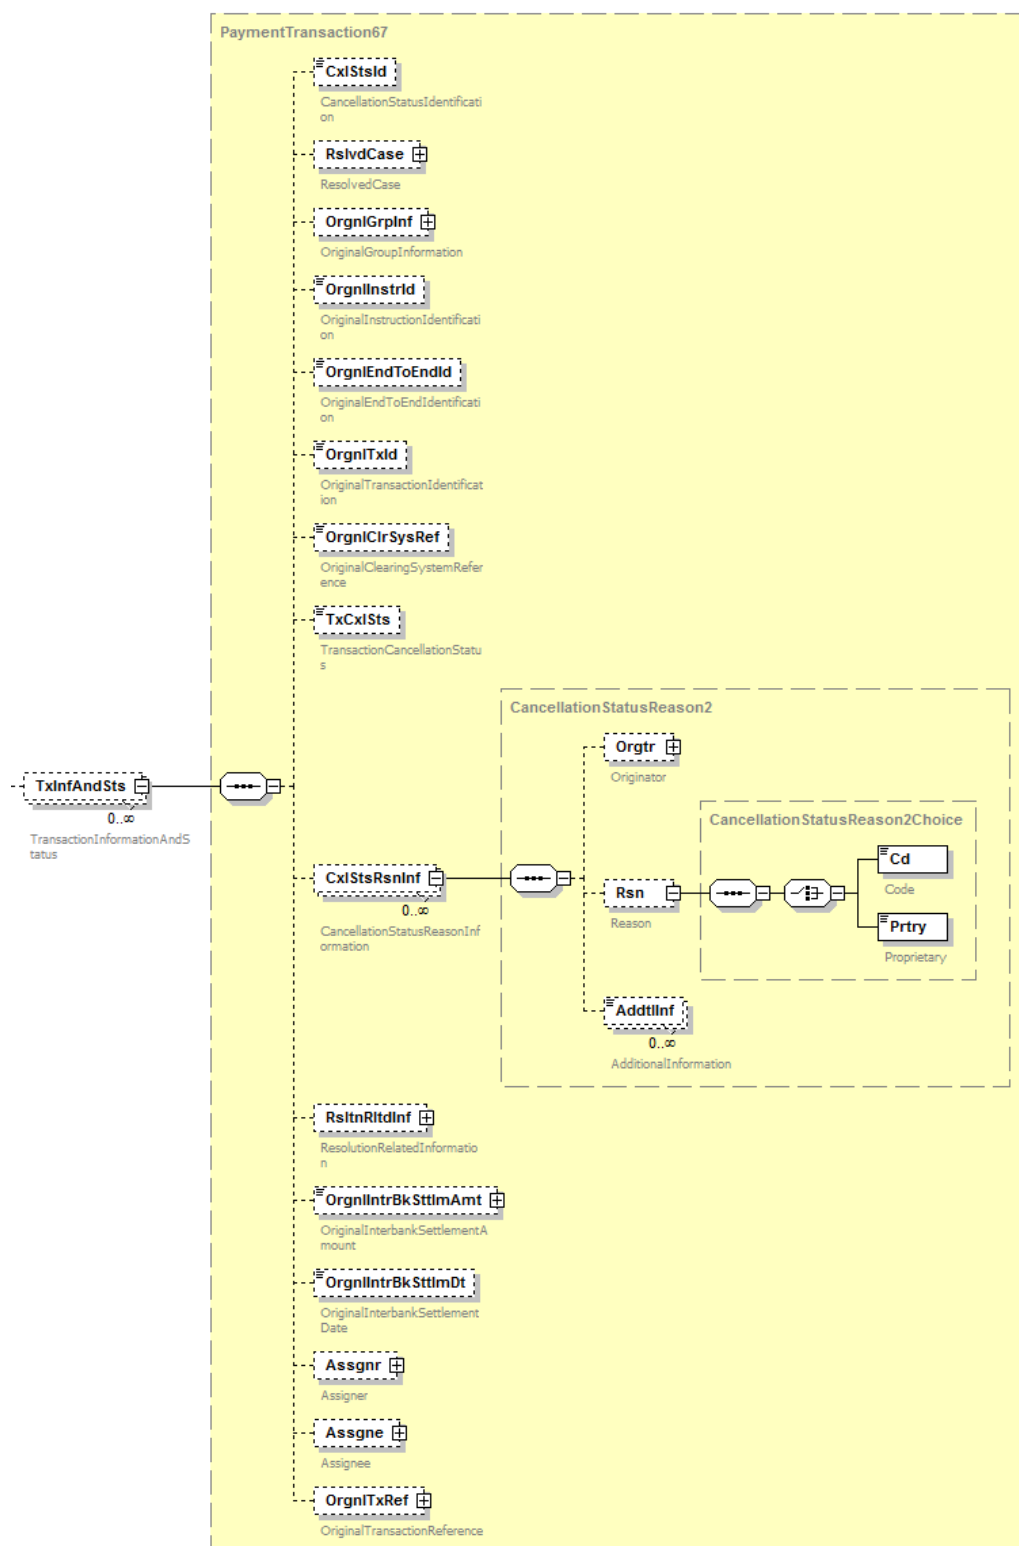 PaymentTransaction67
CxlStsId
CancellationStatusIdentificati
on
RslvdCase
ResolvedCase
OrgnlGrpInf
OriginalGroupInformation
OrgnlInstrId
OriginalInstructionIdentificati
on
OrgnlEndToEndId
OriginalEndToEndIdentificati
on
OrgnlTxId
OriginalTransactionIdentificat
ion
OrgnlClrSysRef
OriginalClearingSystemRefer
ence
TxCxlSts
TransactionCancellationStatu
s
TxInfAndSts
0..∞
TransactionInformationAndS
tatus
CxlStsRsnInf
0..∞
CancellationStatusReasonInf
ormation
CancellationStatusReason2
Orgtr
Originator
Rsn
Reason
CancellationStatusReason2Choice
Cd
Code
Prtry
Proprietary
AddtlInf
0..∞
AdditionalInformation
RsltnRltdInf
ResolutionRelatedInformatio
n
OrgnlIntrBkSttlmAmt
OriginalInterbankSettlementA
mount
OrgnlIntrBkSttlmDt
OriginalInterbankSettlement
Date
Assgnr
Assigner
Assgne
Assignee
OrgnlTxRef
OriginalTransactionReference